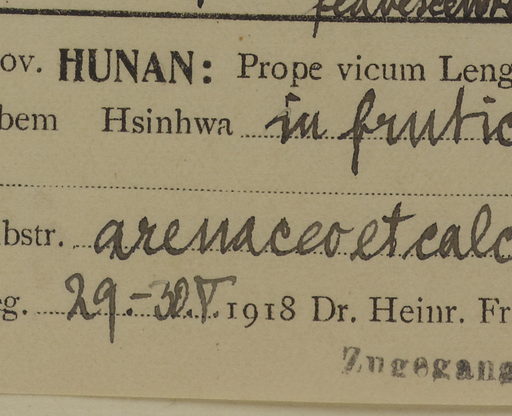 ov. HUNAN: Prope vicum Leng
bem Hsinhwa in frutic
bstr. arenaceo et calc
g. 29.-30.V. 1918 Dr. Heinr. Fr
Zugegang